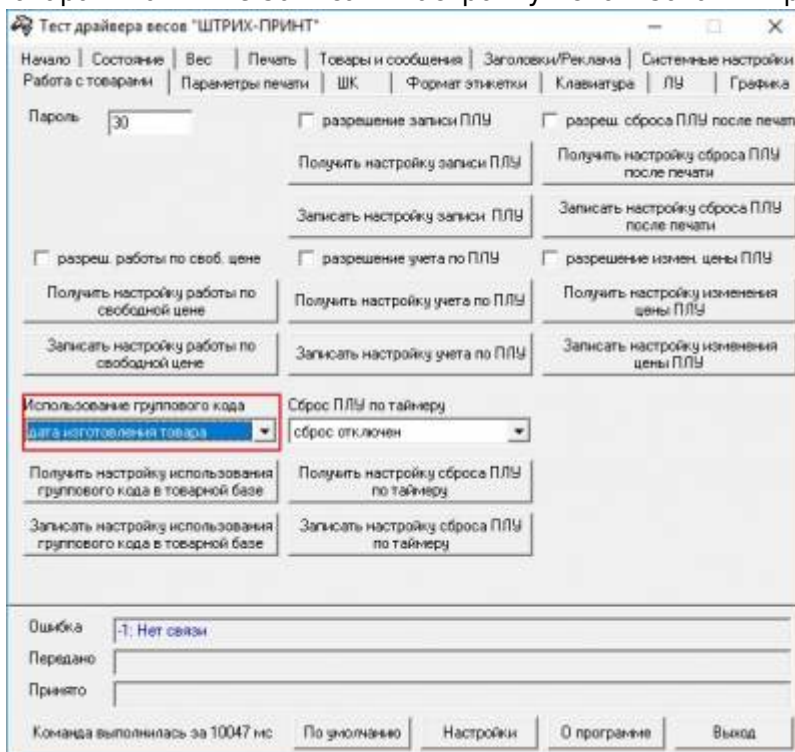 Тест драйвера весов "ШТРИХ-ПРИНТ"
Начало Состояние Вес Печать Товары и сообщения Заголовки/Реклама Системные настройки
Работа с товарами Параметры печати ШК Формат этикетки Клавиатура ЛУ Графика
Пароль 30 разрешение записи ПЛУ разреш. сброса ПЛУ после печат
Получить настройку записи ПЛУ
Получить настройку сброса ПЛУ
после печати
Записать настройку записи ПЛУ
Записать настройку сброса ПЛУ
после печати
разреш. работы по своб. цене разрешение учета по ПЛУ разрешение измен. цены ПЛУ
Получить настройку работы по
свободной цене
Получить настройку учета по ПЛУ
Получить настройку изменения
цены ПЛУ
Записать настройку работы по
свободной цене
Записать настройку учета по ПЛУ
Записать настройку изменения
цены ПЛУ
Использование группового кода Сброс ПЛУ по таймеру
дата изготовления товара сброс отключен
Получить настройку использования
группового кода в товарной базе
Получить настройку сброса ПЛУ
по таймеру
Записать настройку использования
группового кода в товарной базе
Записать настройку сброса ПЛУ
по таймеру
Ошибка -1: Нет связи
Передано
Принято
Команда выполнилась за 10047 мс По умолчанию Настройки О программе Выход